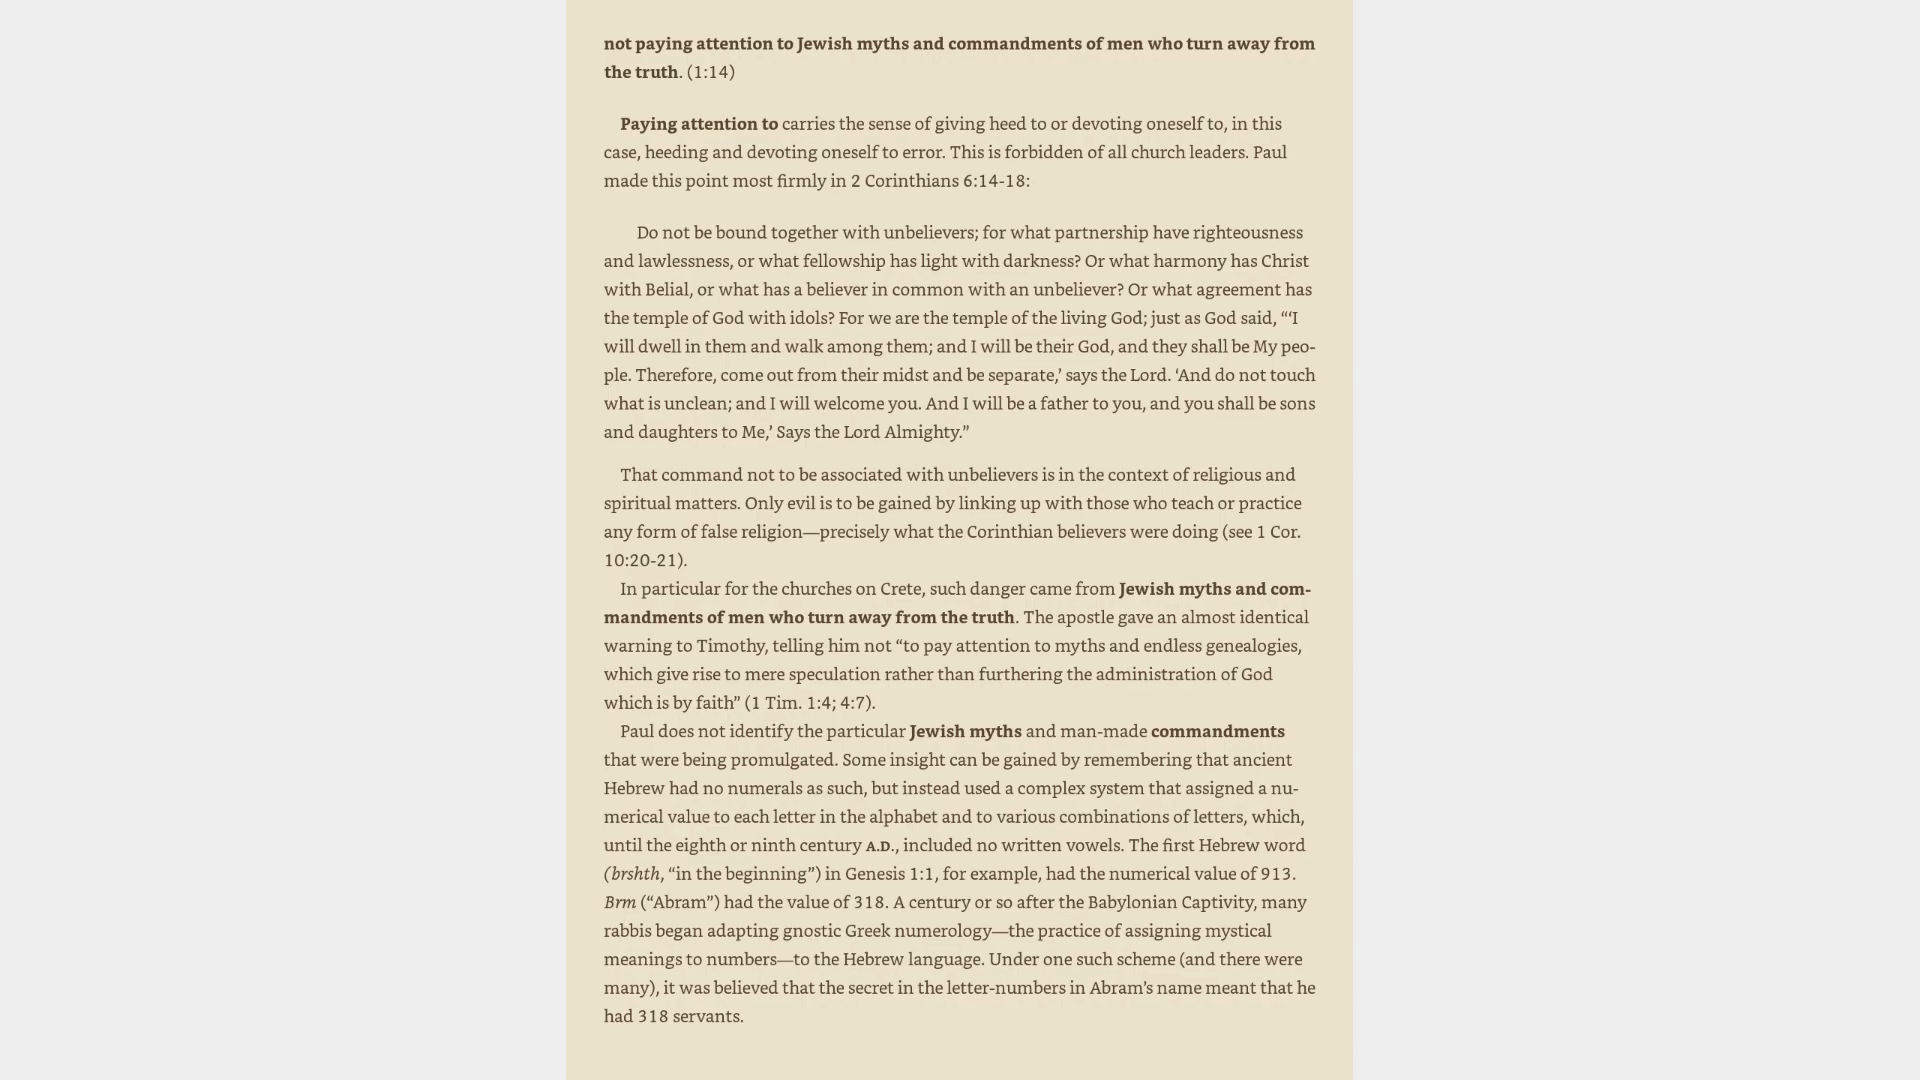 not paying attention to Jewish myths and commandments of men who turn away from
the truth. (1:14)
Paying attention to carries the sense of giving heed to or devoting oneself to, in this
case, heeding and devoting oneself to error. This is forbidden of all church leaders. Paul
made this point most firmly in 2 Corinthians 6:14-18:
Do not be bound together with unbelievers; for what partnership have righteousness
and lawlessness, or what fellowship has light with darkness? Or what harmony has Christ
with Belial, or what has a believer in common with an unbeliever? Or what agreement has
the temple of God with idols? For we are the temple of the living God; just as God said, “‘I
will dwell in them and walk among them; and I will be their God, and they shall be My peo-
ple. Therefore, come out from their midst and be separate,’ says the Lord. ‘And do not touch
what is unclean; and I will welcome you. And I will be a father to you, and you shall be sons
and daughters to Me,’ Says the Lord Almighty.”
That command not to be associated with unbelievers is in the context of religious and
spiritual matters. Only evil is to be gained by linking up with those who teach or practice
any form of false religion—precisely what the Corinthian believers were doing (see 1 Cor.
10:20-21).
In particular for the churches on Crete, such danger came from Jewish myths and com-
mandments of men who turn away from the truth. The apostle gave an almost identical
warning to Timothy, telling him not “to pay attention to myths and endless genealogies,
which give rise to mere speculation rather than furthering the administration of God
which is by faith” (1 Tim. 1:4; 4:7).
Paul does not identify the particular Jewish myths and man-made commandments
that were being promulgated. Some insight can be gained by remembering that ancient
Hebrew had no numerals as such, but instead used a complex system that assigned a nu-
merical value to each letter in the alphabet and to various combinations of letters, which,
until the eighth or ninth century A.D., included no written vowels. The first Hebrew word
(brshth, “in the beginning”) in Genesis 1:1, for example, had the numerical value of 913.
Brm (“Abram”) had the value of 318. A century or so after the Babylonian Captivity, many
rabbis began adapting gnostic Greek numerology—the practice of assigning mystical
meanings to numbers—to the Hebrew language. Under one such scheme (and there were
many), it was believed that the secret in the letter-numbers in Abram’s name meant that he
had 318 servants.